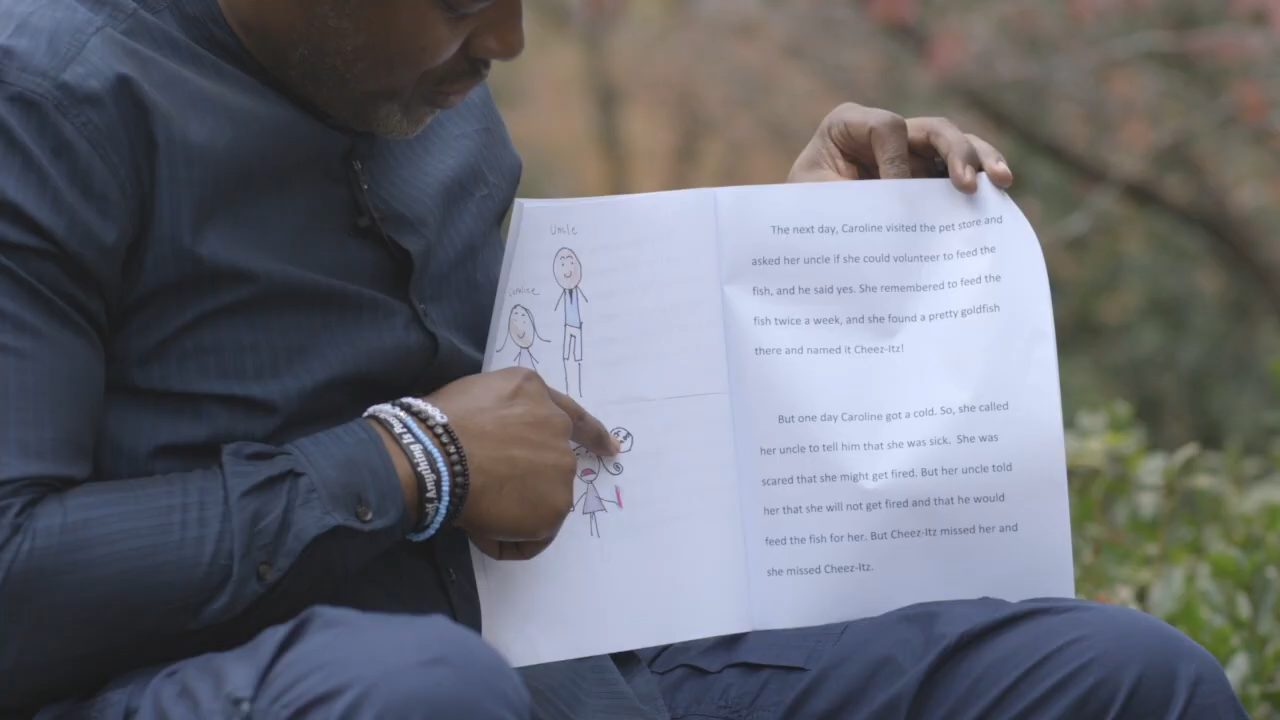 Uncle
Caroline
The next day, Caroline visited the pet store and
asked her uncle if she could volunteer to feed the
fish, and he said yes. She remembered to feed the
fish twice a week, and she found a pretty goldfish
there and named it Cheez-Itz!
But one day Caroline got a cold. So, she called
her uncle to tell him that she was sick. She was
scared that she might get fired. But her uncle told
her that she will not get fired and that he would
feed the fish for her. But Cheez-Itz missed her and
she missed Cheez-Itz.
Anything Is